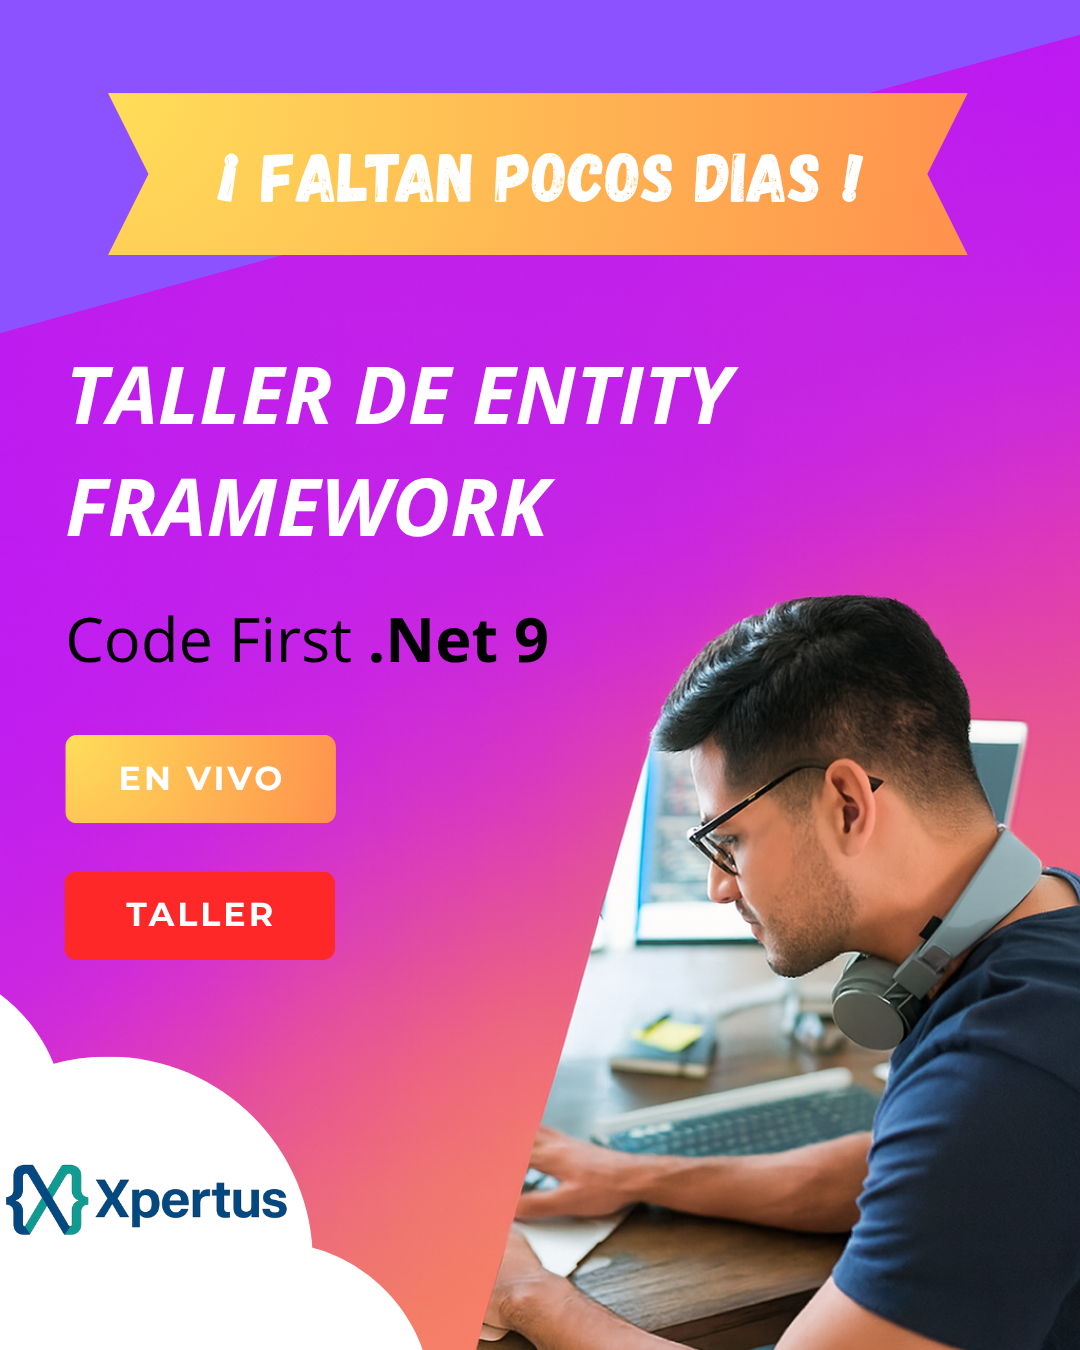 ¡ FALTAN POCOS DIAS !
TALLER DE ENTITY
FRAMEWORK
Code First .Net 9
EN VIVO
TALLER
Xpertus